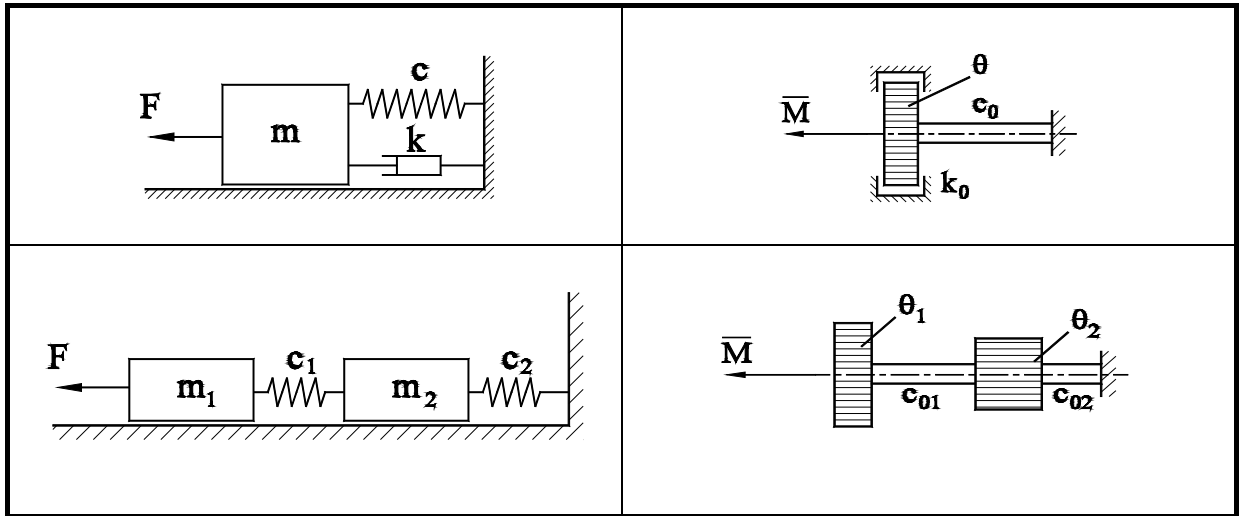 F
m
c
k
M̅
θ
c₀
k₀
F
m₁
c₁
m₂
c₂
M̅
θ₁
c₀₁
θ₂
c₀₂